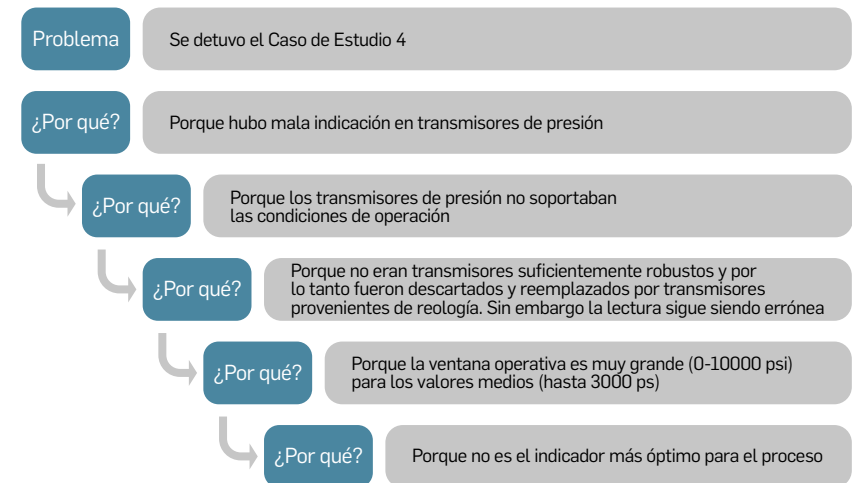 Problema
Se detuvo el Caso de Estudio 4
¿Por qué?
Porque hubo mala indicación en transmisores de presión
¿Por qué?
Porque los transmisores de presión no soportaban
las condiciones de operación
¿Por qué?
Porque no eran transmisores suficientemente robustos y por
lo tanto fueron descartados y reemplazados por transmisores
provenientes de reología. Sin embargo la lectura sigue siendo errónea
¿Por qué?
Porque la ventana operativa es muy grande (0-10000 psi)
para los valores medios (hasta 3000 ps)
¿Por qué?
Porque no es el indicador más óptimo para el proceso